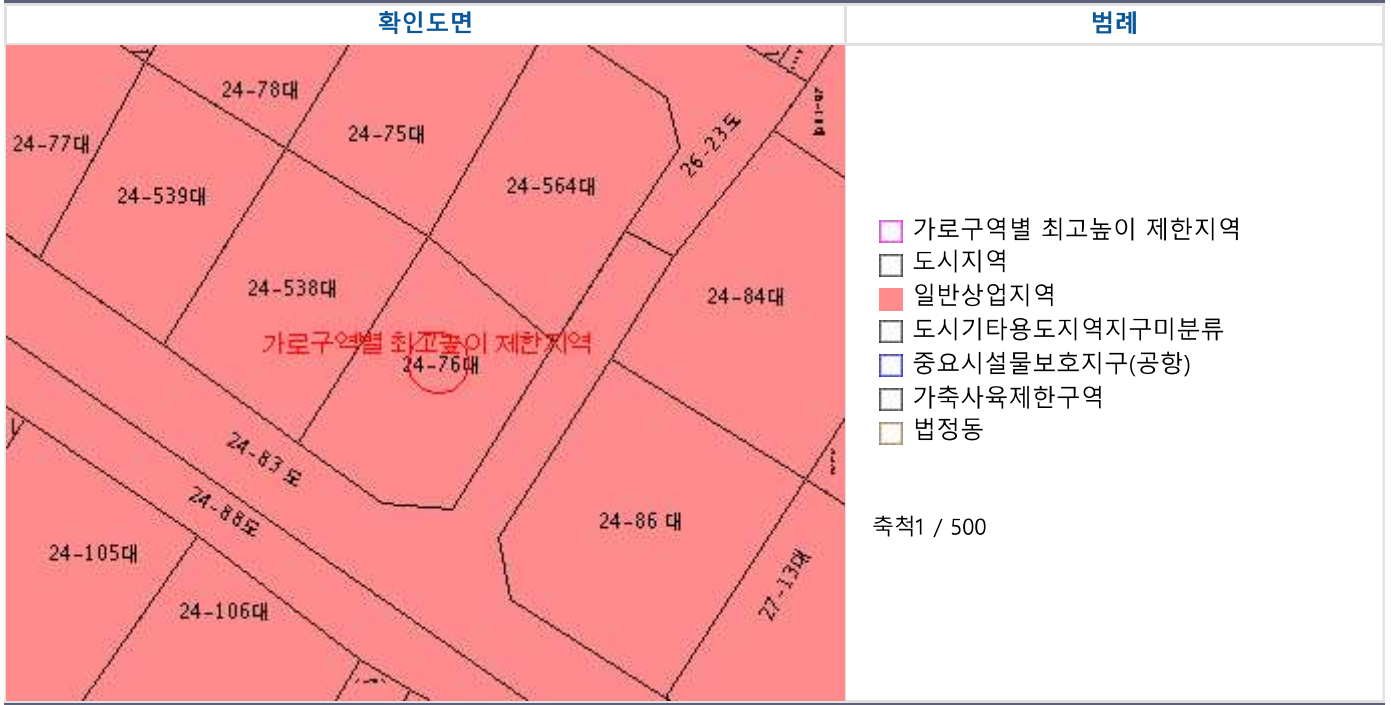 확인도면
범례
24-78대
24-75대
24-77대
24-539대
24-564대
26-23도
24-538대
24-84대
가로구역별 최고높이 제한지역
24-76대
24-83 도
24-88도
24-86 대
24-105대
24-106대
27-13대
가로구역별 최고높이 제한지역
도시지역
일반상업지역
도시기타용도지역지구미분류
중요시설물보호지구(공항)
가축사육제한구역
법정동
축척1 / 500